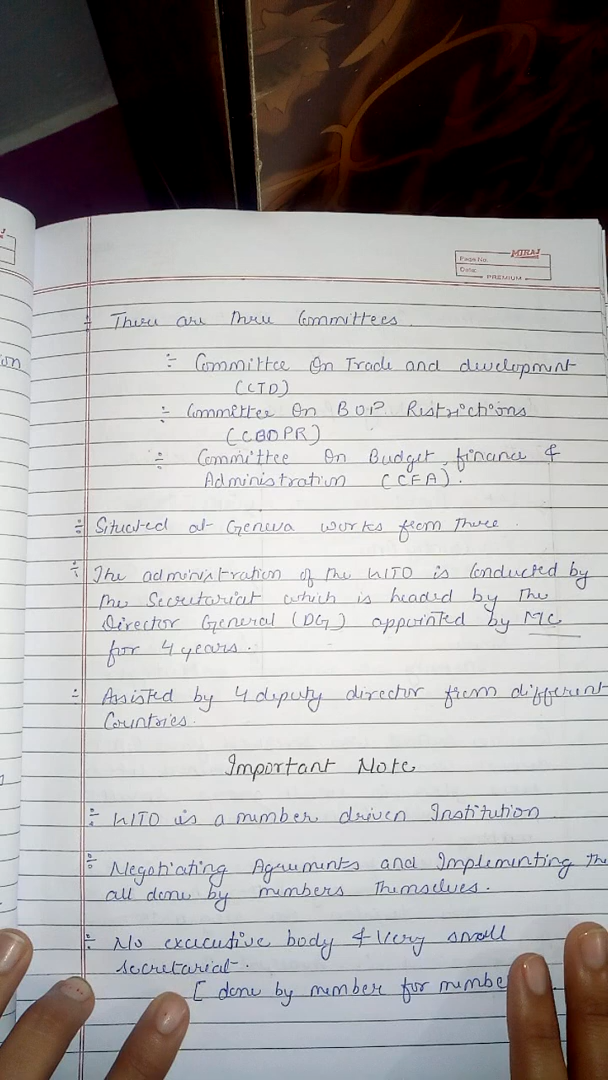 MIRAJ
Page No.
Date:
PREMIUM
÷ There are three Committees.
÷ Committee On Trade and development
(CTD)
÷ Committee On BOP Restrictions
(CBOPR)
÷ Committee On Budget, finance &
Administration (CFA).
÷ Situated at Geneva works from There
on
÷ The administration of the WTO is Conducted by
the Secretariat which is headed by the
Director General (DG) appointed by MC
for 4 years.
÷ Assisted by 4 deputy director from different
Countries.
Important Note
÷ WTO is a member driven Institution
÷ Negotiating Agreements and Implementing the
all done by members themselves.
÷ No executive body & very small
secretariat.
[ done by member for membe